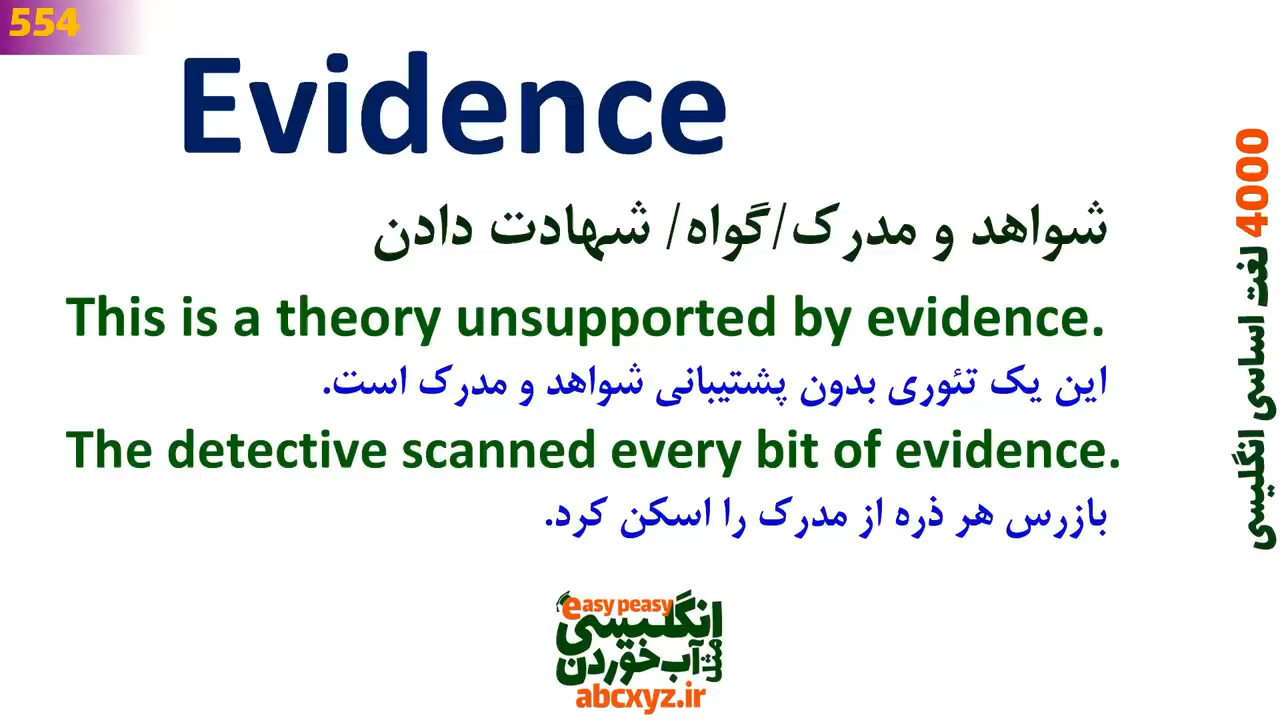 554
Evidence
شواهد و مدرک/گواه/ شهادت دادن
This is a theory unsupported by evidence.
این یک تئوری بدون پشتیبانی شواهد و مدرک است.
The detective scanned every bit of evidence.
بازرس هر ذره از مدرک را اسکن کرد.
4000 لغت اساسی انگلیسی
easy peasy
انگلیسی
مثل آب خوردن
abcxyz.ir